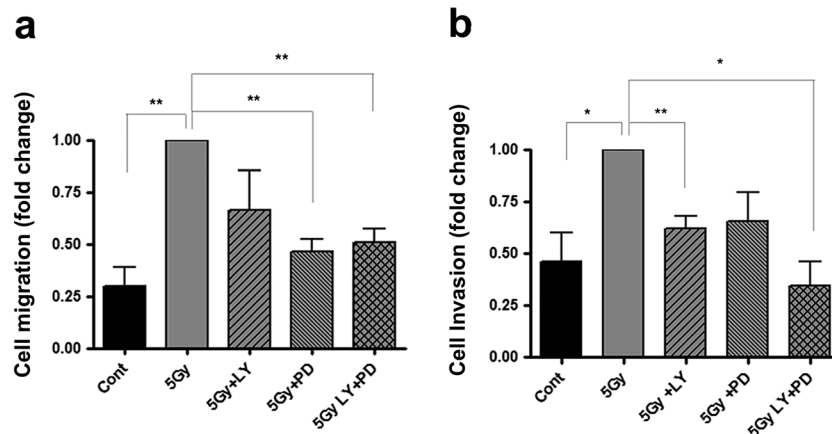 a
**
**
**
Cell migration (fold change)
1.00
0.75
0.50
0.25
0.00
Cont
5Gy
5Gy+LY
5Gy+PD
5Gy LY+PD
b
*
*
**
Cell Invasion (fold change)
1.00
0.75
0.50
0.25
0.00
Cont
5Gy
5Gy +LY
5Gy +PD
5Gy LY+PD